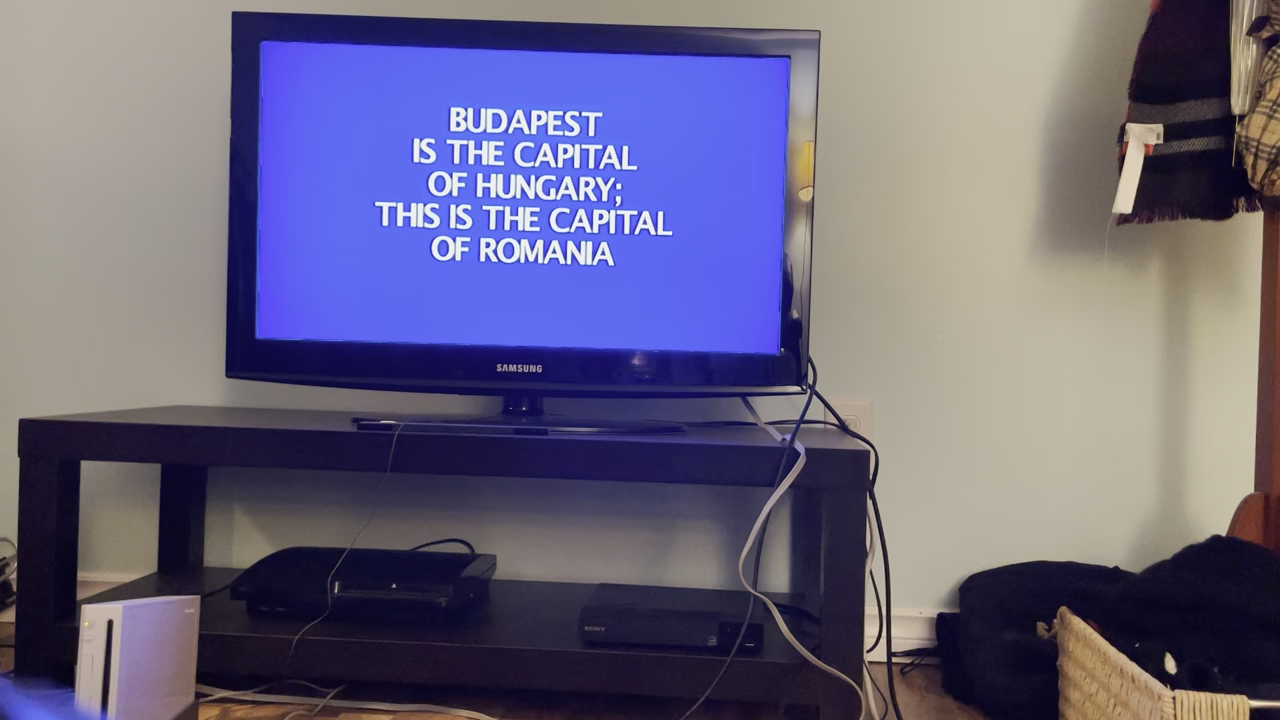 BUDAPEST
IS THE CAPITAL
OF HUNGARY;
THIS IS THE CAPITAL
OF ROMANIA
SAMSUNG
SONY